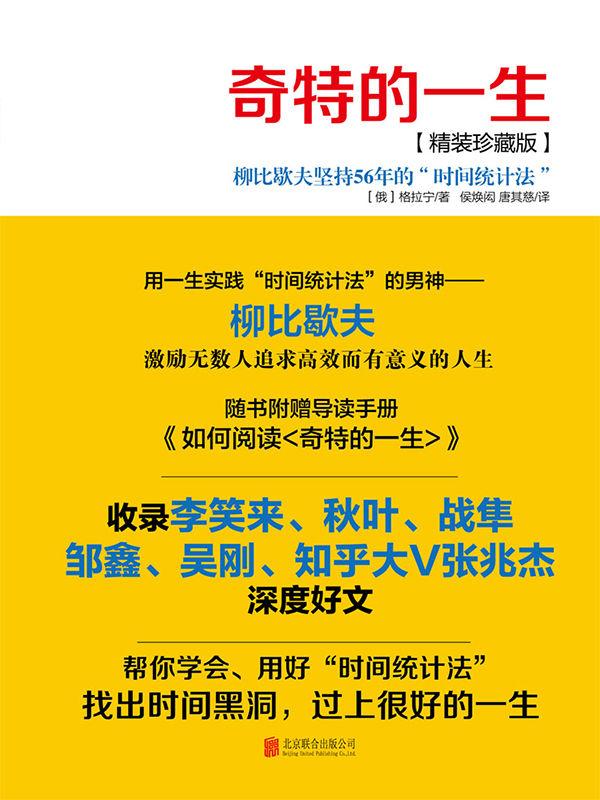 奇特的一生
【精装珍藏版】
柳比歇夫坚持56年的“时间统计法”
[俄]格拉宁/著 侯焕闳 唐其慈/译
用一生实践“时间统计法”的男神——
柳比歇夫
激励无数人追求高效而有意义的人生
随书附赠导读手册
《如何阅读<奇特的一生>》
收录李笑来、秋叶、战隼
邹鑫、吴刚、知乎大V张兆杰
深度好文
帮你学会、用好“时间统计法”
找出时间黑洞，过上很好的一生
北京联合出版公司
Beijing United Publishing Co.,Ltd.